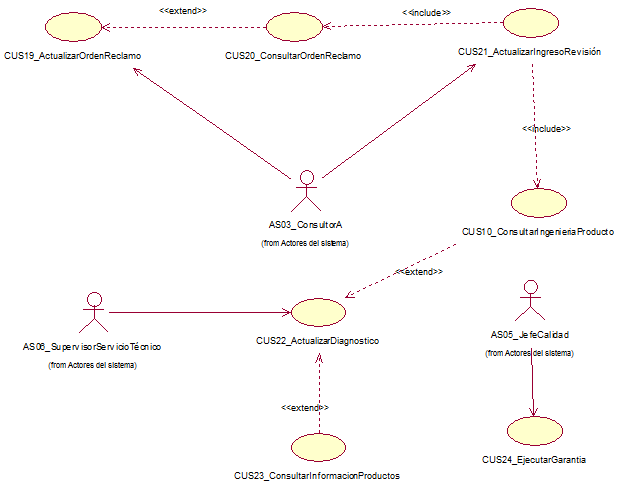 <<extend>>
<<include>>
CUS19_ActualizarOrdenReclamo
CUS20_ConsultarOrdenReclamo
CUS21_ActualizarIngresoRevisión
<<include>>
AS03_ConsultorA
(from Actores del sistema)
CUS10_ConsultarIngenieriaProducto
<<extend>>
AS06_SupervisorServicioTécnico
(from Actores del sistema)
CUS22_ActualizarDiagnostico
AS05_JefeCalidad
(from Actores del sistema)
<<extend>>
CUS23_ConsultarInformacionProductos
CUS24_EjecutarGarantia